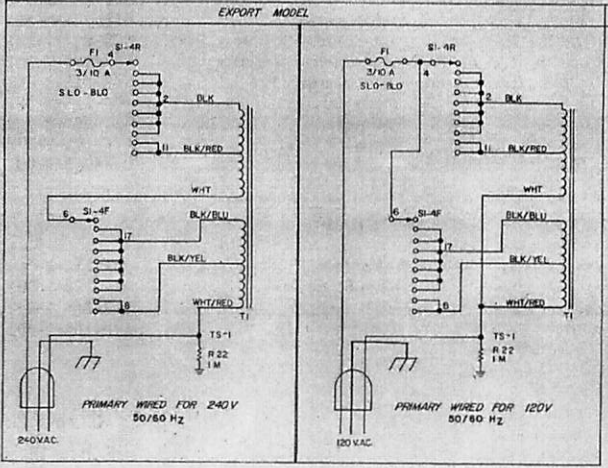 EXPORT MODEL
F1 4 S1-4R
3/10 A
SLO-BLO
2 BLK
11 BLK/RED
WHT
6 S1-4F
BLK/BLU
17
BLK/YEL
6
WHT/RED
T1
TS-1
R 22
1M
PRIMARY WIRED FOR 240V
50/60 Hz
240V.A.C.
F1 S1-4R
3/10 A 4
SLO-BLO
2 BLK
11 BLK/RED
WHT
6 S1-4F
BLK/BLU
17
BLK/YEL
6
WHT/RED
T1
TS-1
R 22
1M
PRIMARY WIRED FOR 120V
50/60 Hz
120 V.A.C.